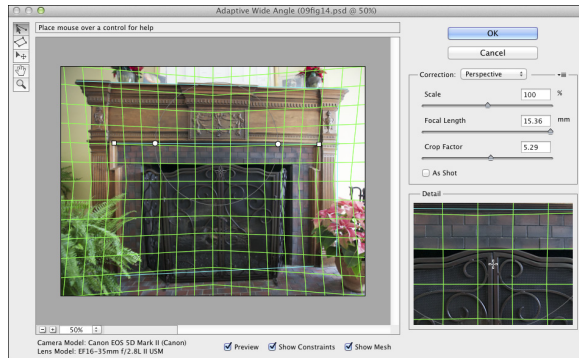 Adaptive Wide Angle (09fig14.psd @ 50%)
Place mouse over a control for help
OK
Cancel
Correction: Perspective
Scale 100 %
Focal Length 15.36 mm
Crop Factor 5.29
As Shot
Detail
50%
Camera Model: Canon EOS 5D Mark II (Canon)
Lens Model: EF16-35mm f/2.8L II USM
Preview Show Constraints Show Mesh